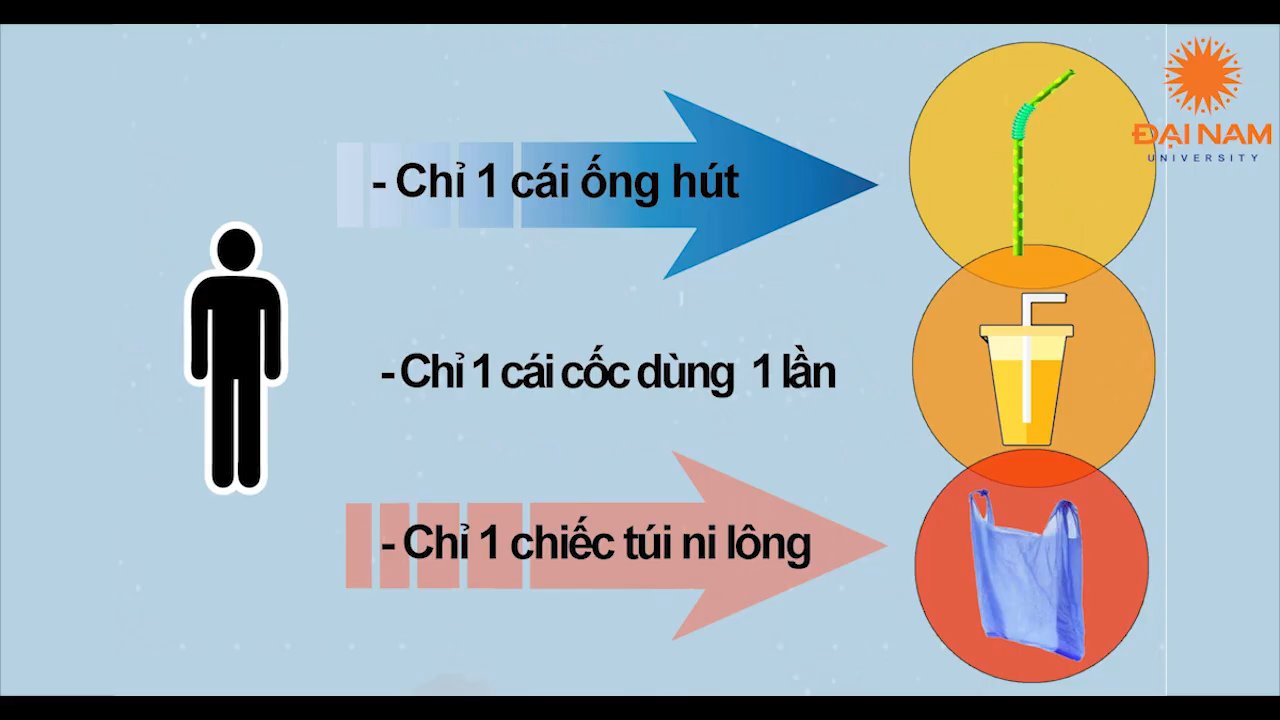 - Chỉ 1 cái ống hút
ĐẠI NAM
UNIVERSITY
- Chỉ 1 cái cốc dùng 1 lần
- Chỉ 1 chiếc túi ni lông